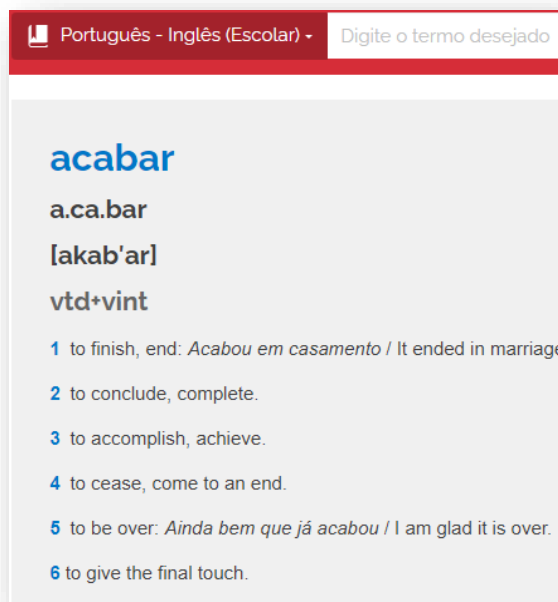 Português - Inglês (Escolar)
Digite o termo desejado
acabar
a.ca.bar
[akab'ar]
vtd+vint
1 to finish, end: Acabou em casamento / It ended in marriage
2 to conclude, complete.
3 to accomplish, achieve.
4 to cease, come to an end.
5 to be over: Ainda bem que já acabou / I am glad it is over.
6 to give the final touch.